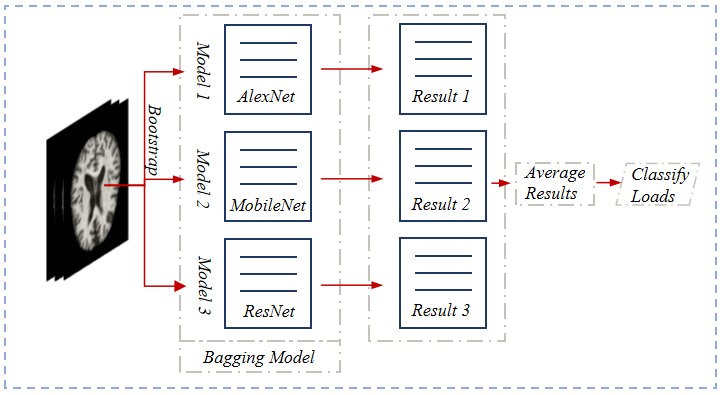 Bootstrap
Model 1
AlexNet
Result 1
Model 2
MobileNet
Result 2
Average
Results
Classify
Loads
Model 3
ResNet
Result 3
Bagging Model